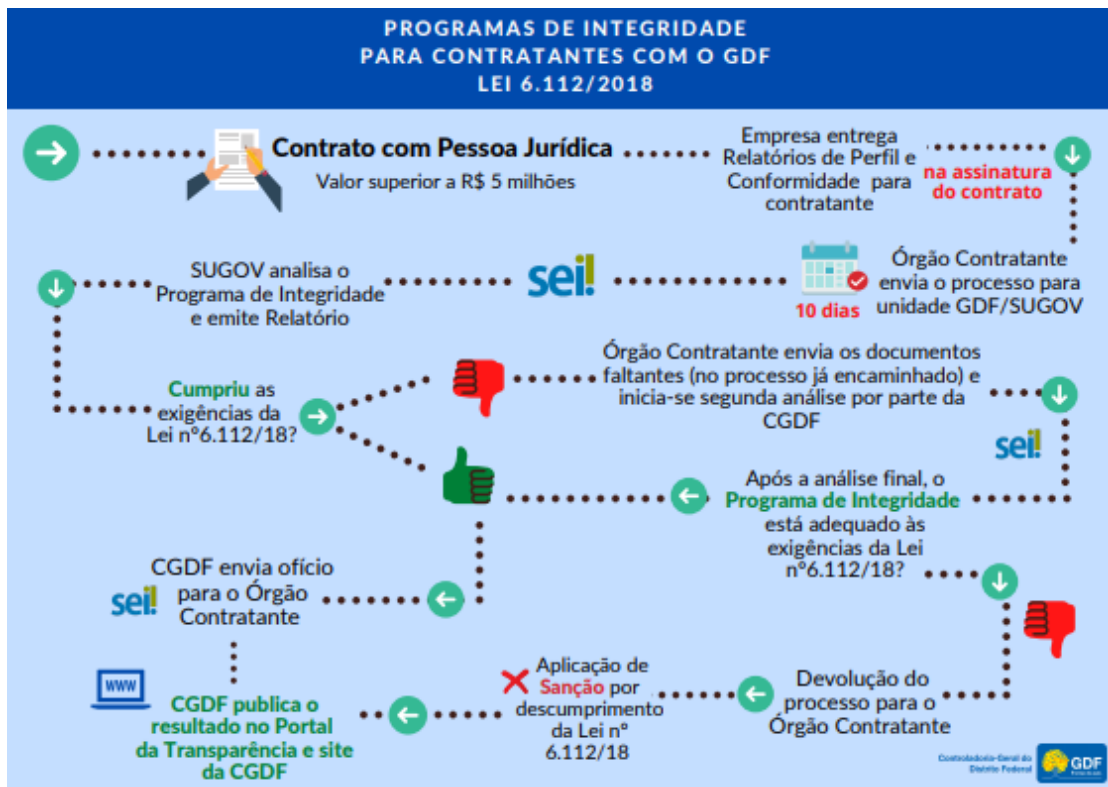 PROGRAMAS DE INTEGRIDADE
PARA CONTRATANTES COM O GDF
LEI 6.112/2018
Contrato com Pessoa Jurídica
Valor superior a R$ 5 milhões
Empresa entrega
Relatórios de Perfil e
Conformidade para
contratante
na assinatura
do contrato
Órgão Contratante
envia o processo para
unidade GDF/SUGOV
10 dias
sei!
SUGOV analisa o
Programa de Integridade
e emite Relatório
Cumpriu as
exigências da
Lei nº6.112/18?
Órgão Contratante envia os documentos
faltantes (no processo já encaminhado) e
inicia-se segunda análise por parte da
CGDF
sei!
Após a análise final, o
Programa de Integridade
está adequado às
exigências da Lei
nº6.112/18?
CGDF envia ofício
para o Órgão
Contratante
sei!
Devolução do
processo para o
Órgão Contratante
Aplicação de
Sanção por
descumprimento
da Lei nº
6.112/18
WWW
CGDF publica o
resultado no Portal
da Transparência e site
da CGDF
Controladoria-Geral do
Distrito Federal
GDF